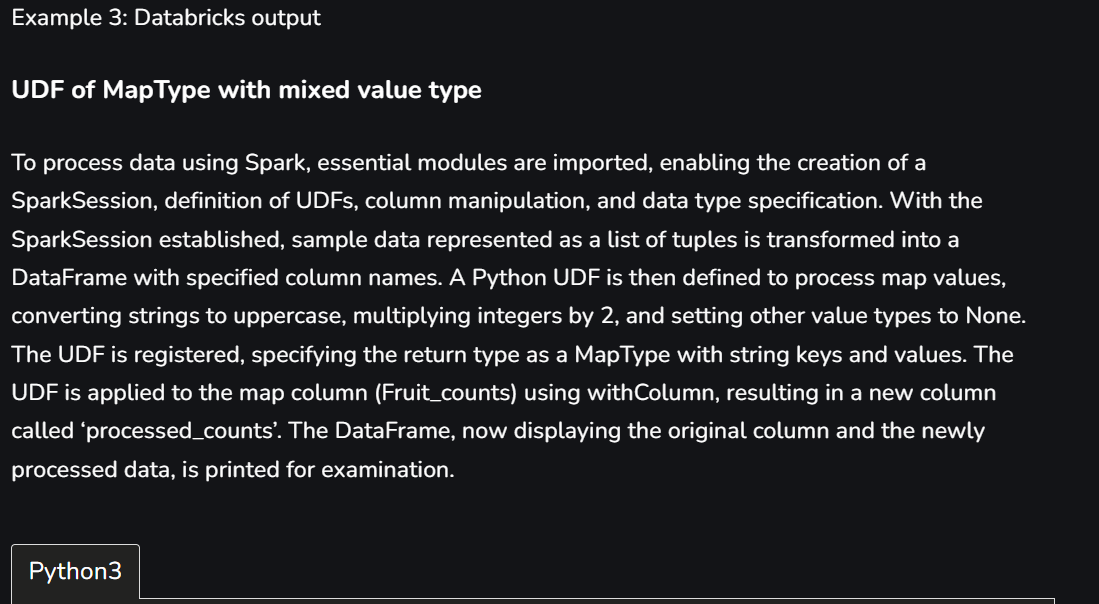 Example 3: Databricks output
UDF of MapType with mixed value type
To process data using Spark, essential modules are imported, enabling the creation of a
SparkSession, definition of UDFs, column manipulation, and data type specification. With the
SparkSession established, sample data represented as a list of tuples is transformed into a
DataFrame with specified column names. A Python UDF is then defined to process map values,
converting strings to uppercase, multiplying integers by 2, and setting other value types to None.
The UDF is registered, specifying the return type as a MapType with string keys and values. The
UDF is applied to the map column (Fruit_counts) using withColumn, resulting in a new column
called ‘processed_counts’. The DataFrame, now displaying the original column and the newly
processed data, is printed for examination.
Python3